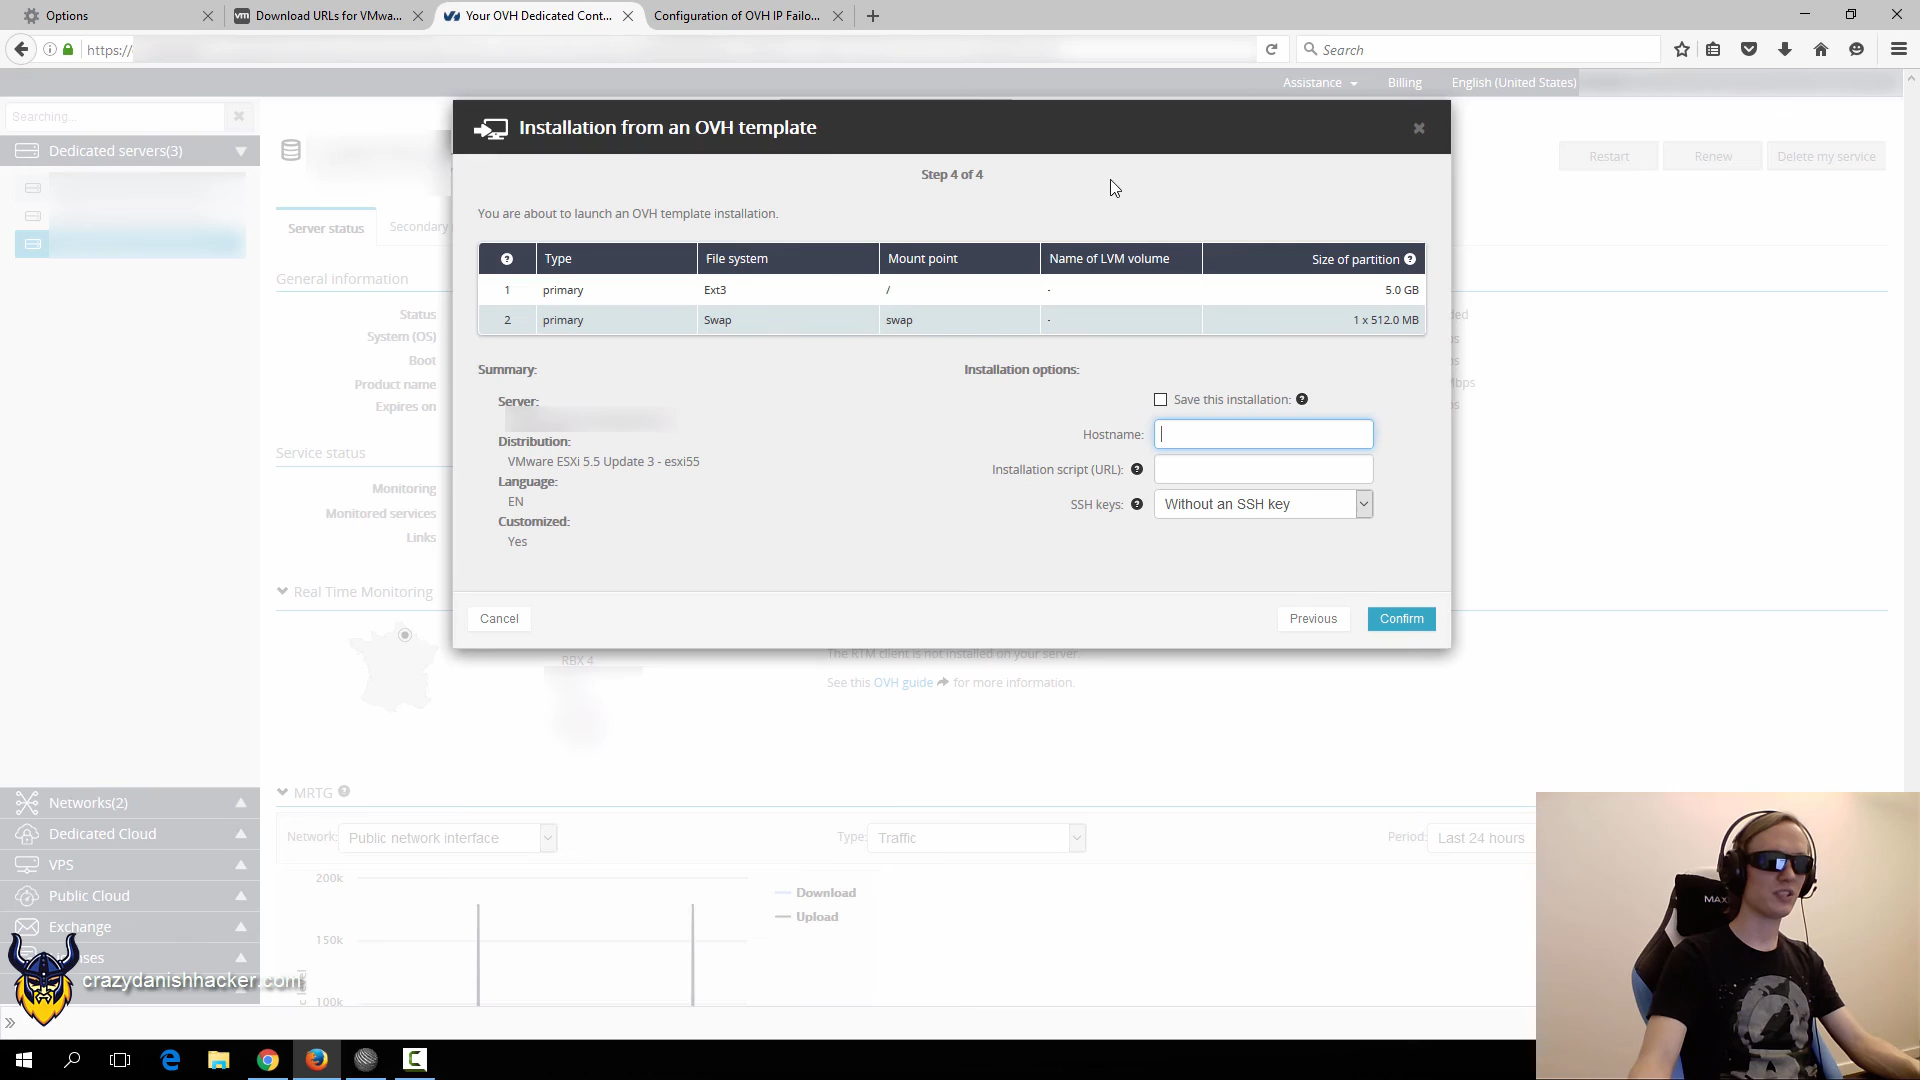 Options
Download URLs for VMwa...
Your OVH Dedicated Cont...
Configuration of OVH IP Failo...
https://
Search
Assistance
Billing
English (United States)
Searching...
Dedicated servers(3)
Installation from an OVH template
Restart
Renew
Delete my service
Step 4 of 4
You are about to launch an OVH template installation.
Server status
Secondary
Type
File system
Mount point
Name of LVM volume
Size of partition
1
primary
Ext3
/
-
5.0 GB
2
primary
Swap
swap
-
1 x 512.0 MB
General information
Status
System (OS)
Boot
Product name
Expires on
Summary:
Server:
Distribution:
VMware ESXi 5.5 Update 3 - esxi55
Language:
EN
Customized:
Yes
Installation options:
Save this installation:
Hostname:
Installation script (URL):
SSH keys:
Without an SSH key
Service status
Monitoring
Monitored services
Links
Real Time Monitoring
Cancel
Previous
Confirm
RBX 4
The RTM client is not installed on your server.
See this OVH guide for more information.
MRTG
Network:
Public network interface
Type:
Traffic
Period:
Last 24 hours
200k
150k
100k
Download
Upload
Networks(2)
Dedicated Cloud
VPS
Public Cloud
Exchange
crazydanishhacker.com